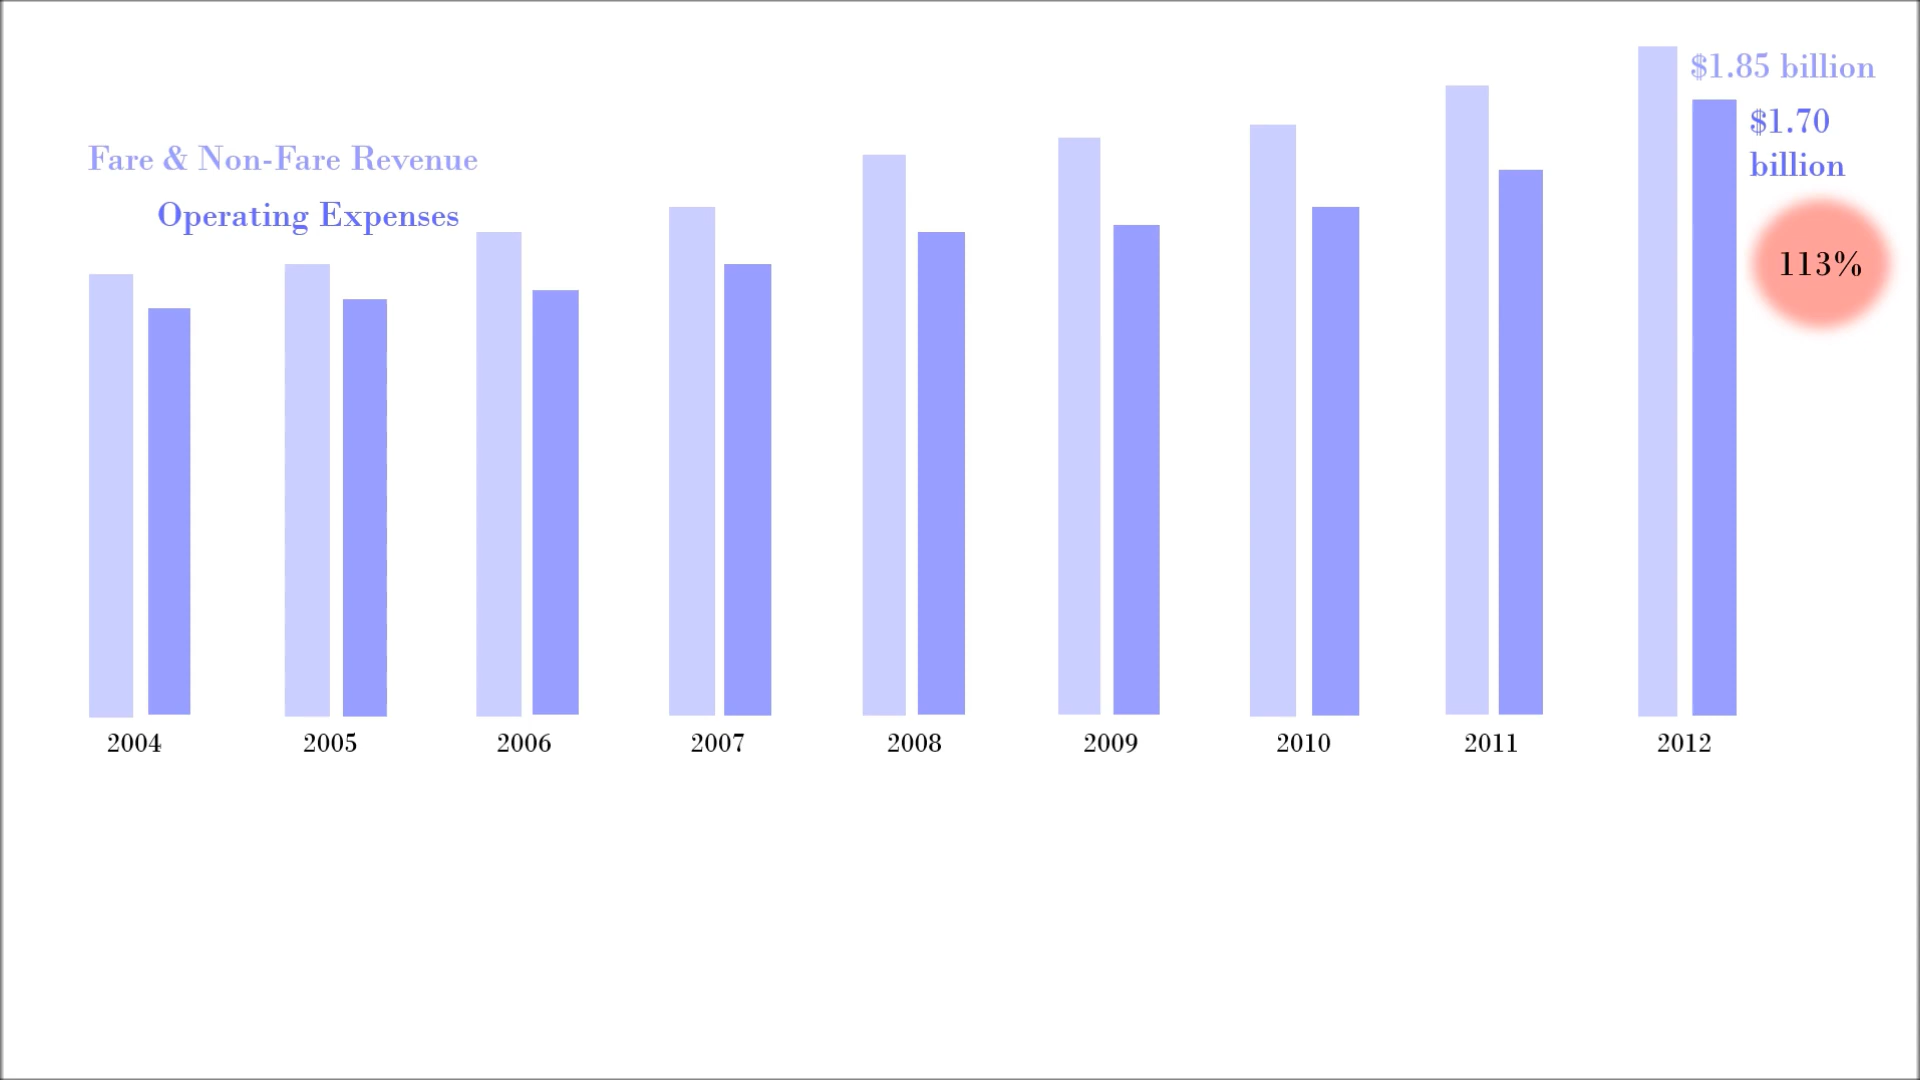 $1.85 billion
$1.70
billion
Fare & Non-Fare Revenue
Operating Expenses
113%
2004 2005 2006 2007 2008 2009 2010 2011 2012